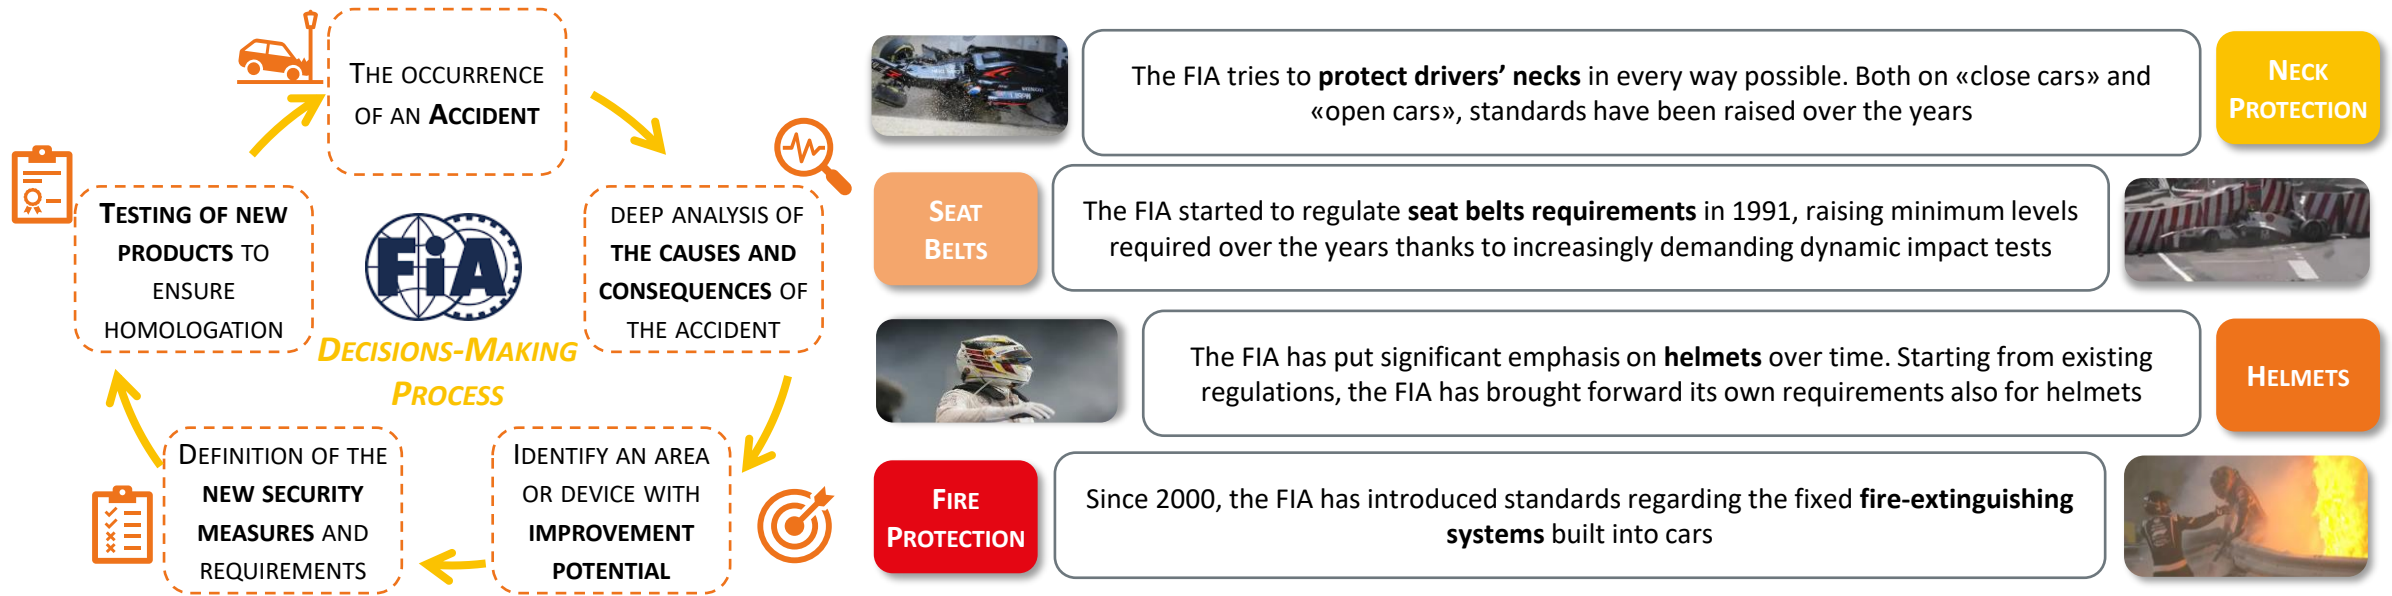 THE OCCURRENCE
OF AN ACCIDENT
DEEP ANALYSIS OF
THE CAUSES AND
CONSEQUENCES OF
THE ACCIDENT
IDENTIFY AN AREA
OR DEVICE WITH
IMPROVEMENT
POTENTIAL
DEFINITION OF THE
NEW SECURITY
MEASURES AND
REQUIREMENTS
TESTING OF NEW
PRODUCTS TO
ENSURE
HOMOLOGATION
FiA
DECISIONS-MAKING
PROCESS
The FIA tries to protect drivers’ necks in every way possible. Both on «close cars» and
«open cars», standards have been raised over the years
NECK
PROTECTION
SEAT
BELTS
The FIA started to regulate seat belts requirements in 1991, raising minimum levels
required over the years thanks to increasingly demanding dynamic impact tests
The FIA has put significant emphasis on helmets over time. Starting from existing
regulations, the FIA has brought forward its own requirements also for helmets
HELMETS
FIRE
PROTECTION
Since 2000, the FIA has introduced standards regarding the fixed fire-extinguishing
systems built into cars